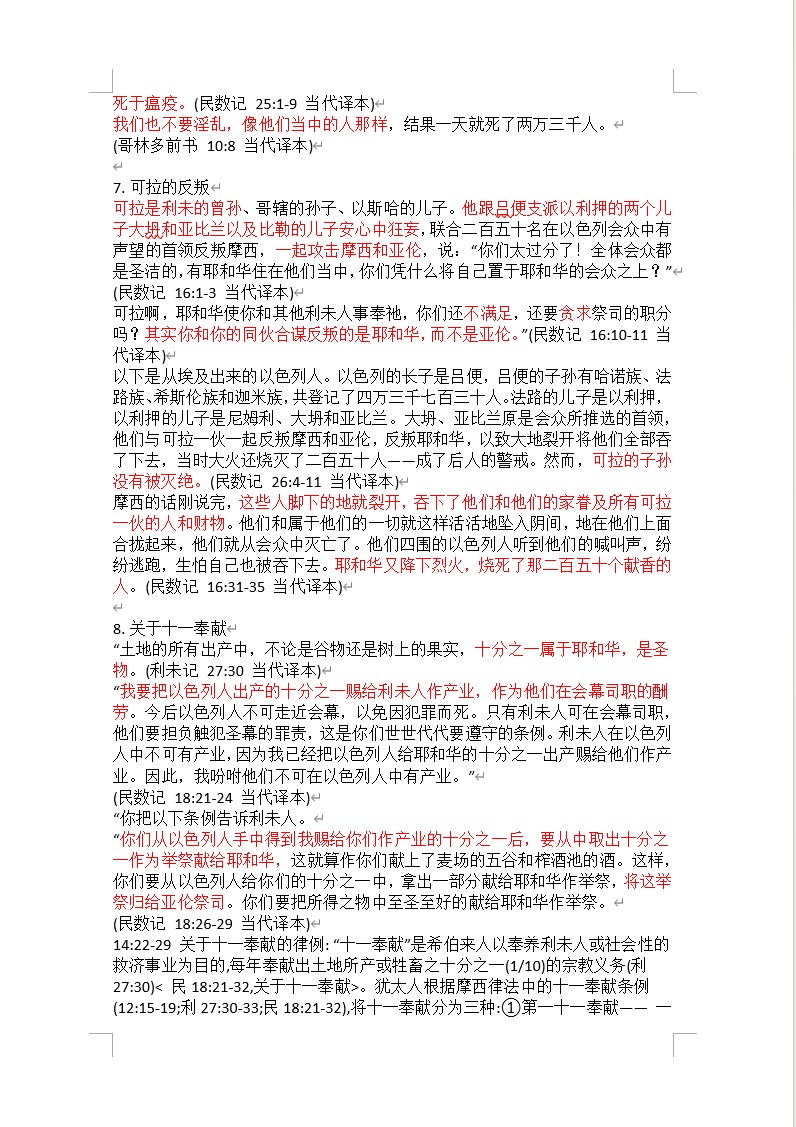 死于瘟疫。(民数记 25:1-9 当代译本)
我们也不要淫乱，像他们当中的人那样，结果一天就死了两万三千人。
(哥林多前书 10:8 当代译本)
7. 可拉的反叛
可拉是利未的曾孙、哥辖的孙子、以斯哈的儿子。他跟吕便支派以利押的两个儿
子大坍和亚比兰以及比勒的儿子安心中狂妄，联合二百五十名在以色列会众中有
声望的首领反叛摩西，一起攻击摩西和亚伦，说：“你们太过分了！全体会众都
是圣洁的，有耶和华住在他们当中，你们凭什么将自己置于耶和华的会众之上？”
(民数记 16:1-3 当代译本)
可拉啊，耶和华使你和其他利未人事奉祂，你们还不满足，还要贪求祭司的职分
吗？其实你和你的同伙合谋反叛的是耶和华，而不是亚伦。”(民数记 16:10-11 当
代译本)
以下是从埃及出来的以色列人。以色列的长子是吕便，吕便的子孙有哈诺族、法
路族、希斯伦族和迦米族，共登记了四万三千七百三十人。法路的儿子是以利押，
以利押的儿子是尼姆利、大坍和亚比兰。大坍、亚比兰原是会众所推选的首领，
他们与可拉一伙一起反叛摩西和亚伦，反叛耶和华，以致大地裂开将他们全部吞
了下去，当时大火还烧灭了二百五十人——成了后人的警戒。然而，可拉的子孙
没有被灭绝。(民数记 26:4-11 当代译本)
摩西的话刚说完，这些人脚下的地就裂开，吞下了他们和他们的家眷及所有可拉
一伙的人和财物。他们和属于他们的一切就这样活活地坠入阴间，地在他们上面
合拢起来，他们就从会众中灭亡了。他们四围的以色列人听到他们的喊叫声，纷
纷逃跑，生怕自己也被吞下去。耶和华又降下烈火，烧死了那二百五十个献香的
人。(民数记 16:31-35 当代译本)
8. 关于十一奉献
“土地的所有出产中，不论是谷物还是树上的果实，十分之一属于耶和华，是圣
物。(利未记 27:30 当代译本)
“我要把以色列人出产的十分之一赐给利未人作产业，作为他们在会幕司职的酬
劳。今后以色列人不可走近会幕，以免因犯罪而死。只有利未人可在会幕司职，
他们要担负触犯圣幕的罪责，这是你们世世代代要遵守的条例。利未人在以色列
人中不可有产业，因为我已经把以色列人给耶和华的十分之一出产赐给他们作产
业。因此，我吩咐他们不可在以色列人中有产业。”
(民数记 18:21-24 当代译本)
“你把以下条例告诉利未人。
“你们从以色列人手中得到我赐给你们作产业的十分之一后，要从中取出十分之
一作为举祭献给耶和华，这就算作你们献上了麦场的五谷和榨酒池的酒。这样，
你们要从以色列人给你们的十分之一中，拿出一部分献给耶和华作举祭，将这举
祭归给亚伦祭司。你们要把所得之物中至圣至好的献给耶和华作举祭。
(民数记 18:26-29 当代译本)
14:22-29 关于十一奉献的律例: “十一奉献”是希伯来人以奉养利未人或社会性的
救济事业为目的,每年奉献出土地所产或牲畜之十分之一(1/10)的宗教义务(利
27:30)< 民 18:21-32,关于十一奉献>。犹太人根据摩西律法中的十一奉献条例
(12:15-19;利 27:30-33;民 18:21-32),将十一奉献分为三种:①第一十一奉献—— 一